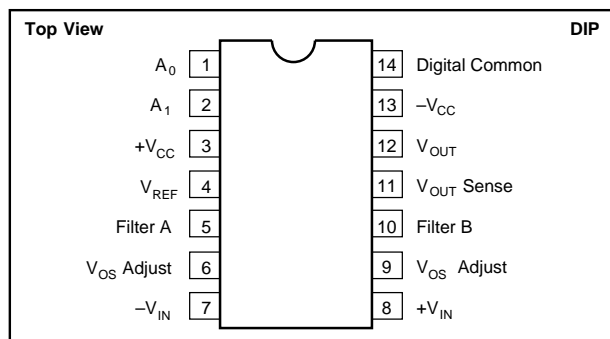 Top View DIP
A0 1 14 Digital Common
A1 2 13 –VCC
+VCC 3 12 VOUT
VREF 4 11 VOUT Sense
Filter A 5 10 Filter B
VOS Adjust 6 9 VOS Adjust
–VIN 7 8 +VIN